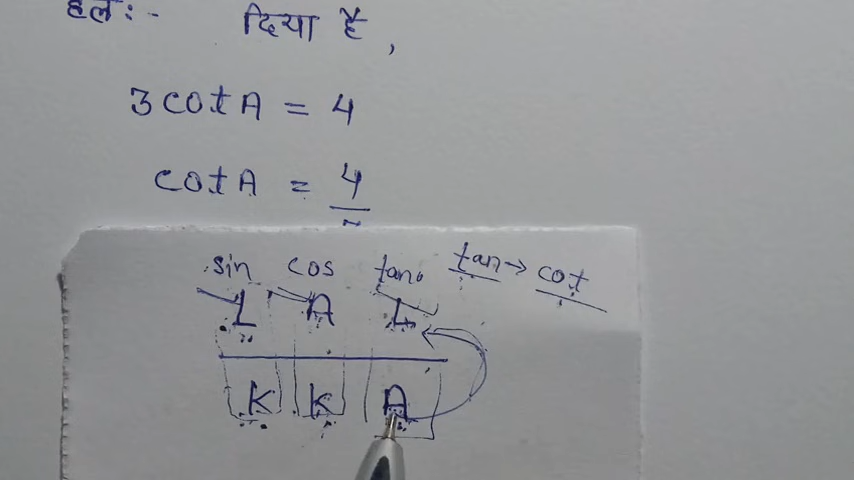 हल:- दिया है,
3 cot A = 4
cot A = 4
sin cos tan tan → cot
L A L
K K A